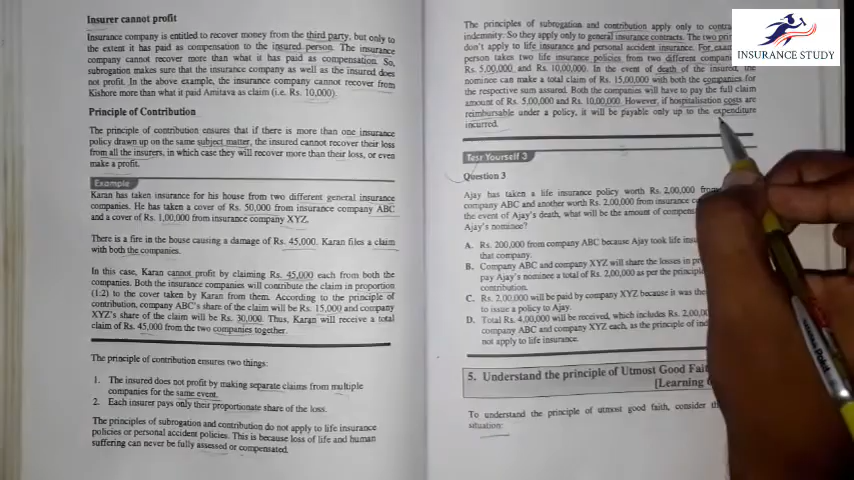 Insurer cannot profit
Insurance company is entitled to recover money from the third party, but only to
the extent it has paid as compensation to the insured person. The insurance
company cannot recover more than what it has paid as compensation. So,
subrogation makes sure that the insurance company as well as the insured does
not profit. In the above example, the insurance company cannot recover from
Kishore more than what it paid Amitava as claim (i.e. Rs. 10,000).
Principle of Contribution
The principle of contribution ensures that if there is more than one insurance
policy drawn up on the same subject matter, the insured cannot recover their loss
from all the insurers, in which case they will recover more than their loss, or even
make a profit.
Example
Karan has taken insurance for his house from two different general insurance
companies. He has taken a cover of Rs. 50,000 from insurance company ABC
and a cover of Rs. 1,00,000 from insurance company XYZ.
There is a fire in the house causing a damage of Rs. 45,000. Karan files a claim
with both the companies.
In this case, Karan cannot profit by claiming Rs. 45,000 each from both the
companies. Both the insurance companies will contribute the claim in proportion
(1:2) to the cover taken by Karan from them. According to the principle of
contribution, company ABC's share of the claim will be Rs. 15,000 and company
XYZ's share of the claim will be Rs. 30,000. Thus, Karan will receive a total
claim of Rs. 45,000 from the two companies together.
The principle of contribution ensures two things:
1. The insured does not profit by making separate claims from multiple
companies for the same event.
2. Each insurer pays only their proportionate share of the loss.
The principles of subrogation and contribution do not apply to life insurance
policies or personal accident policies. This is because loss of life and human
suffering can never be fully assessed or compensated.
The principles of subrogation and contribution apply only to
indemnity. So they apply only to general insurance contracts. The two
don't apply to life insurance and personal accident insurance. For
person takes two life insurance policies from two different
Rs. 5,00,000 and Rs. 10,00,000. In the event of death of the insured, the
nominee can make a total claim of Rs. 15,00,000 with both the companies for
the respective sum assured. Both the companies will have to pay the full claim
amount of Rs. 5,00,000 and Rs. 10,00,000. However, if hospitalisation costs are
reimbursable under a policy, it will be payable only up to the expenditure
incurred.
Test Yourself 3
Question 3
Ajay has taken a life insurance policy worth Rs. 2,00,000 from
company ABC and another worth Rs. 2,00,000 from insurance
the event of Ajay's death, what will be the amount of
Ajay's nominee?
A. Rs. 200,000 from company ABC because Ajay took life
that company.
B. Company ABC and company XYZ will share the losses in
pay Ajay's nominee a total of Rs. 2,00,000 as per the
contribution.
C. Rs. 2,00,000 will be paid by company XYZ because it was the
to issue a policy to Ajay.
D. Total Rs. 4,00,000 will be received, which includes Rs.
company ABC and company XYZ each, as the principle of
not apply to life insurance.
5. Understand the principle of Utmost Good
[Learning
To understand the principle of utmost good faith, consider
situation:
INSURANCE STUDY